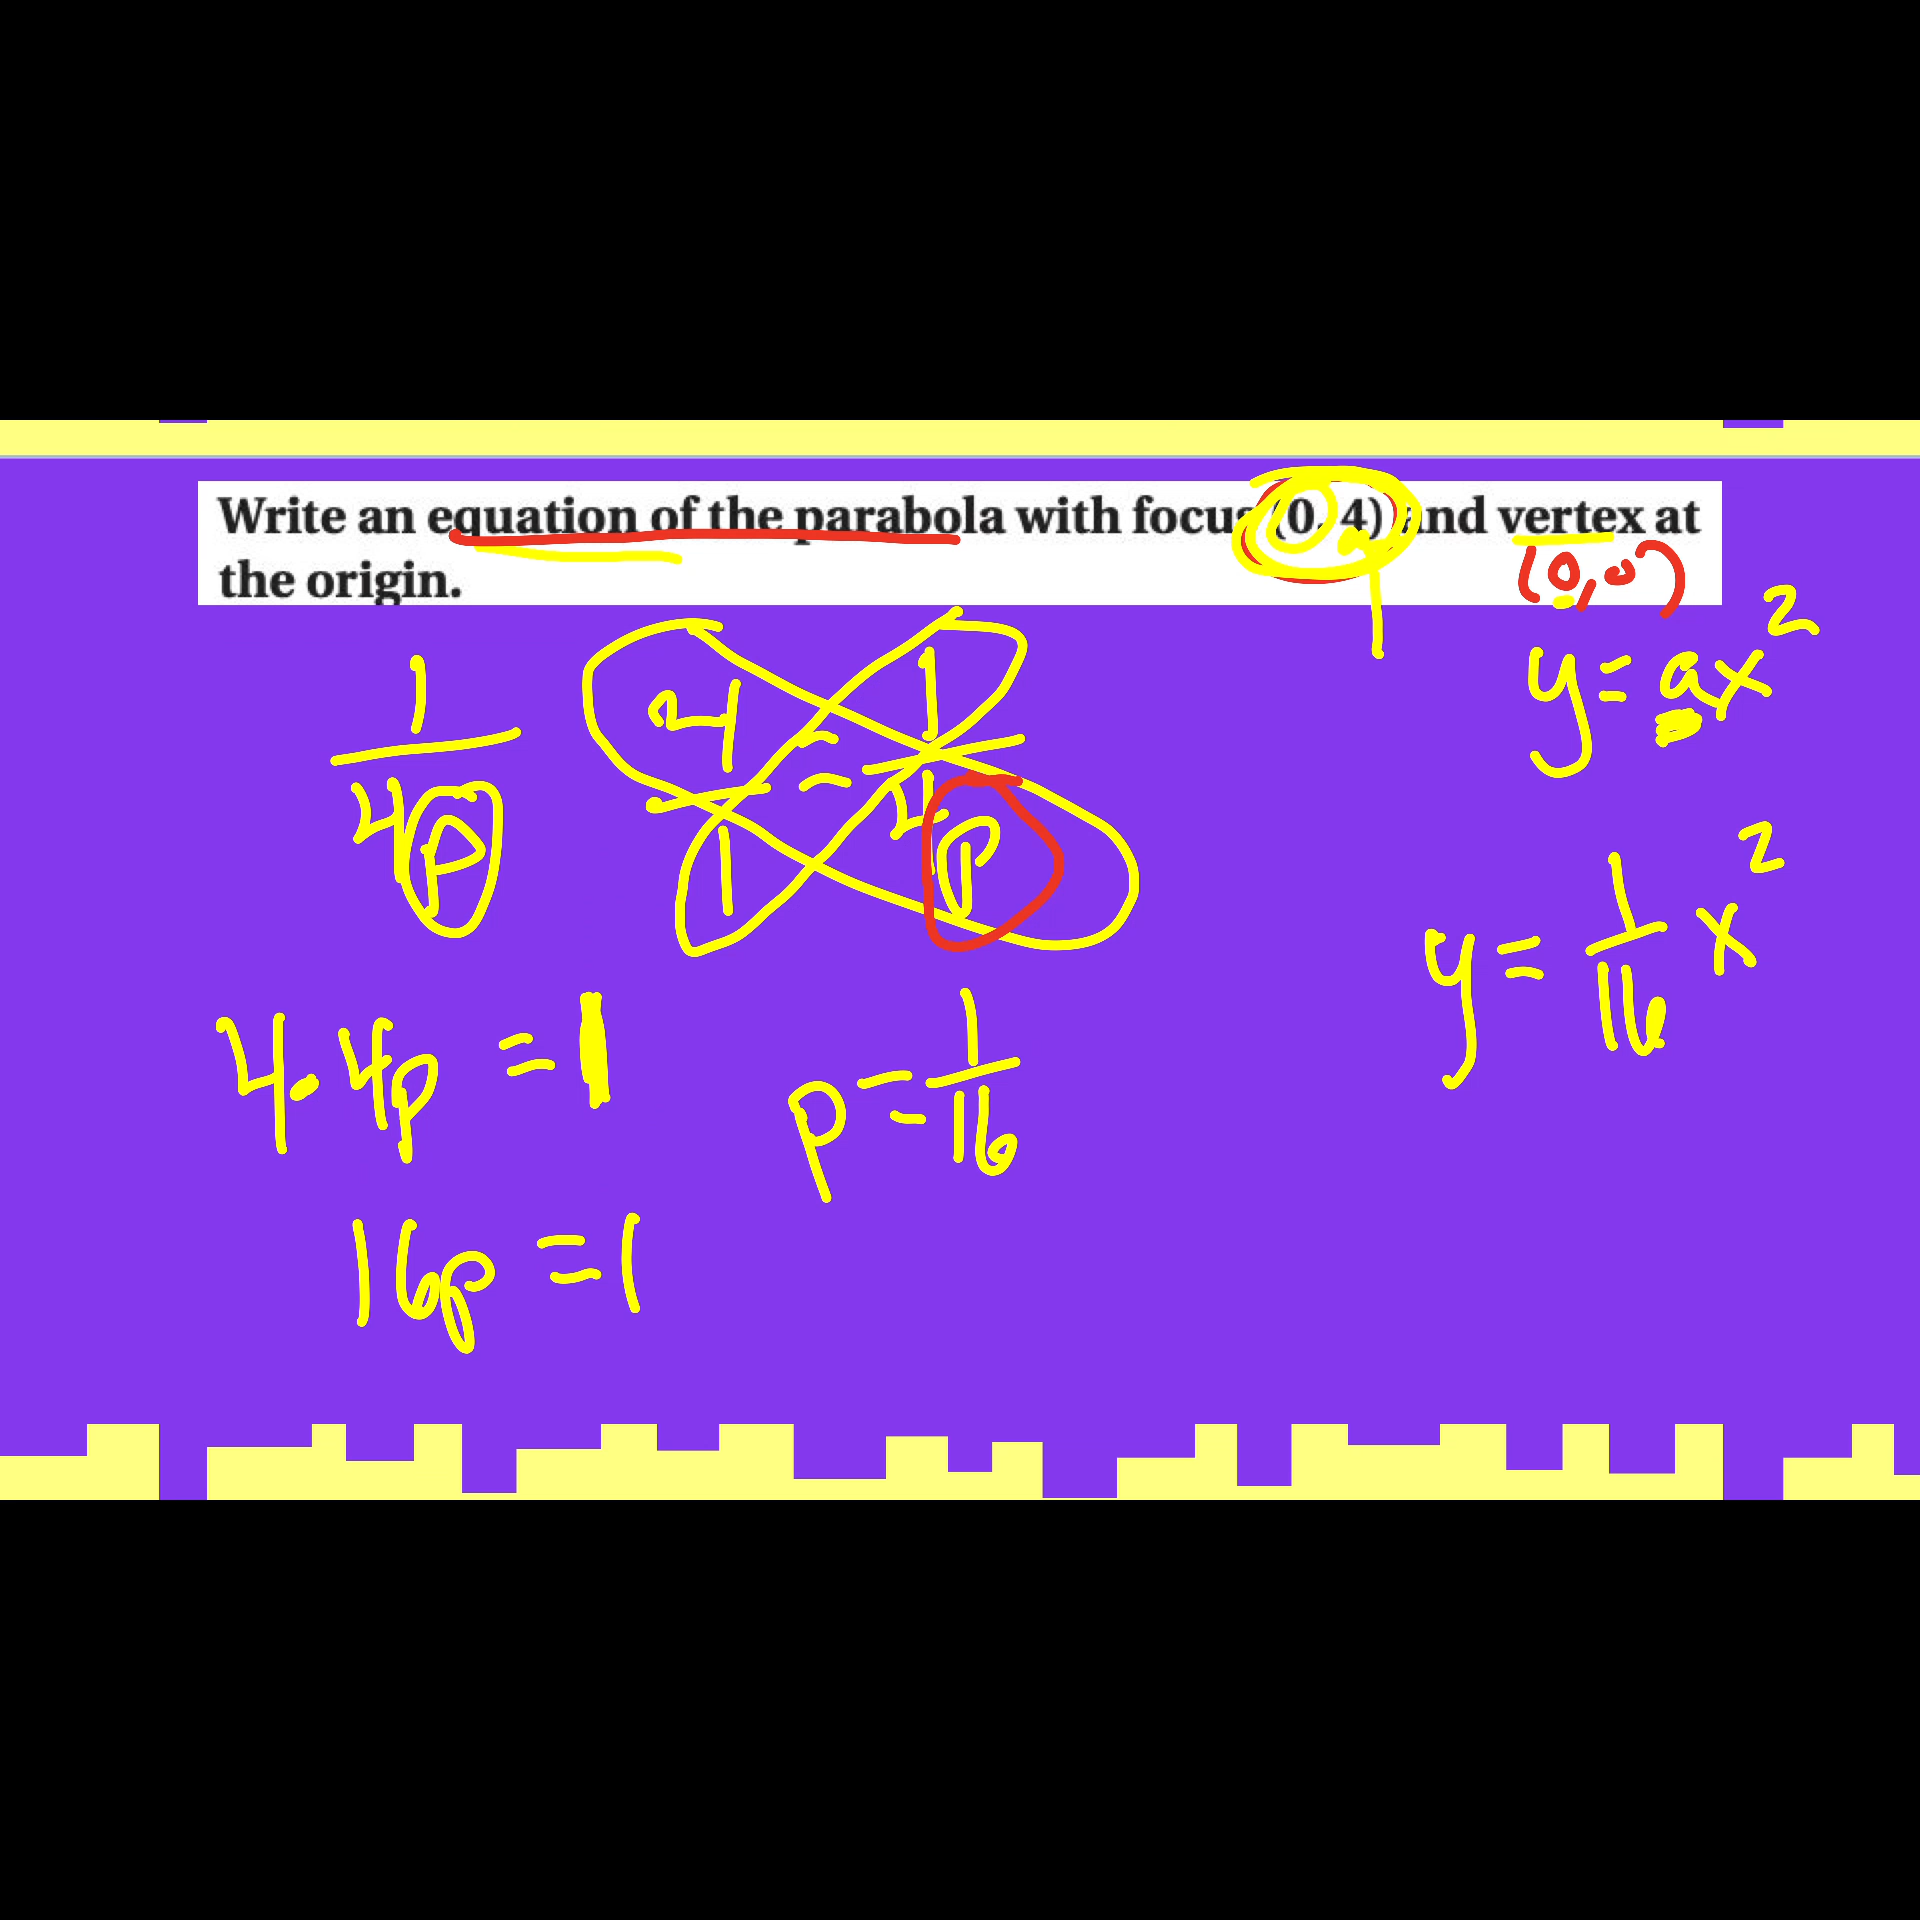 Write an equation of the parabola with focus (0, 4) and vertex at
the origin.
(0,0)
y = ax²
1/4p
4/1 = 1/4p
y = 1/16 x²
4·4p = 1
p = 1/16
16p = 1